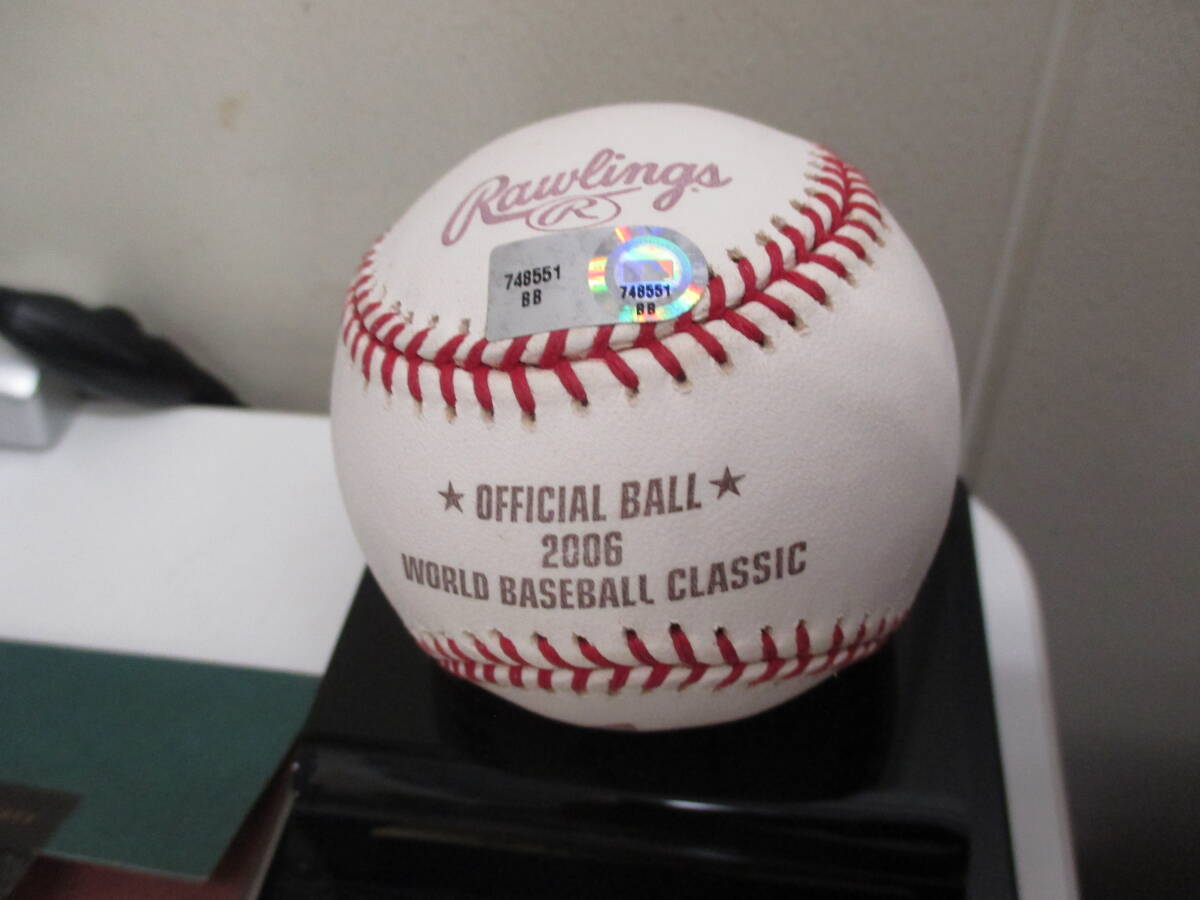 Rawlings
R
748551
BB
748551
BB
★ OFFICIAL BALL ★
2006
WORLD BASEBALL CLASSIC